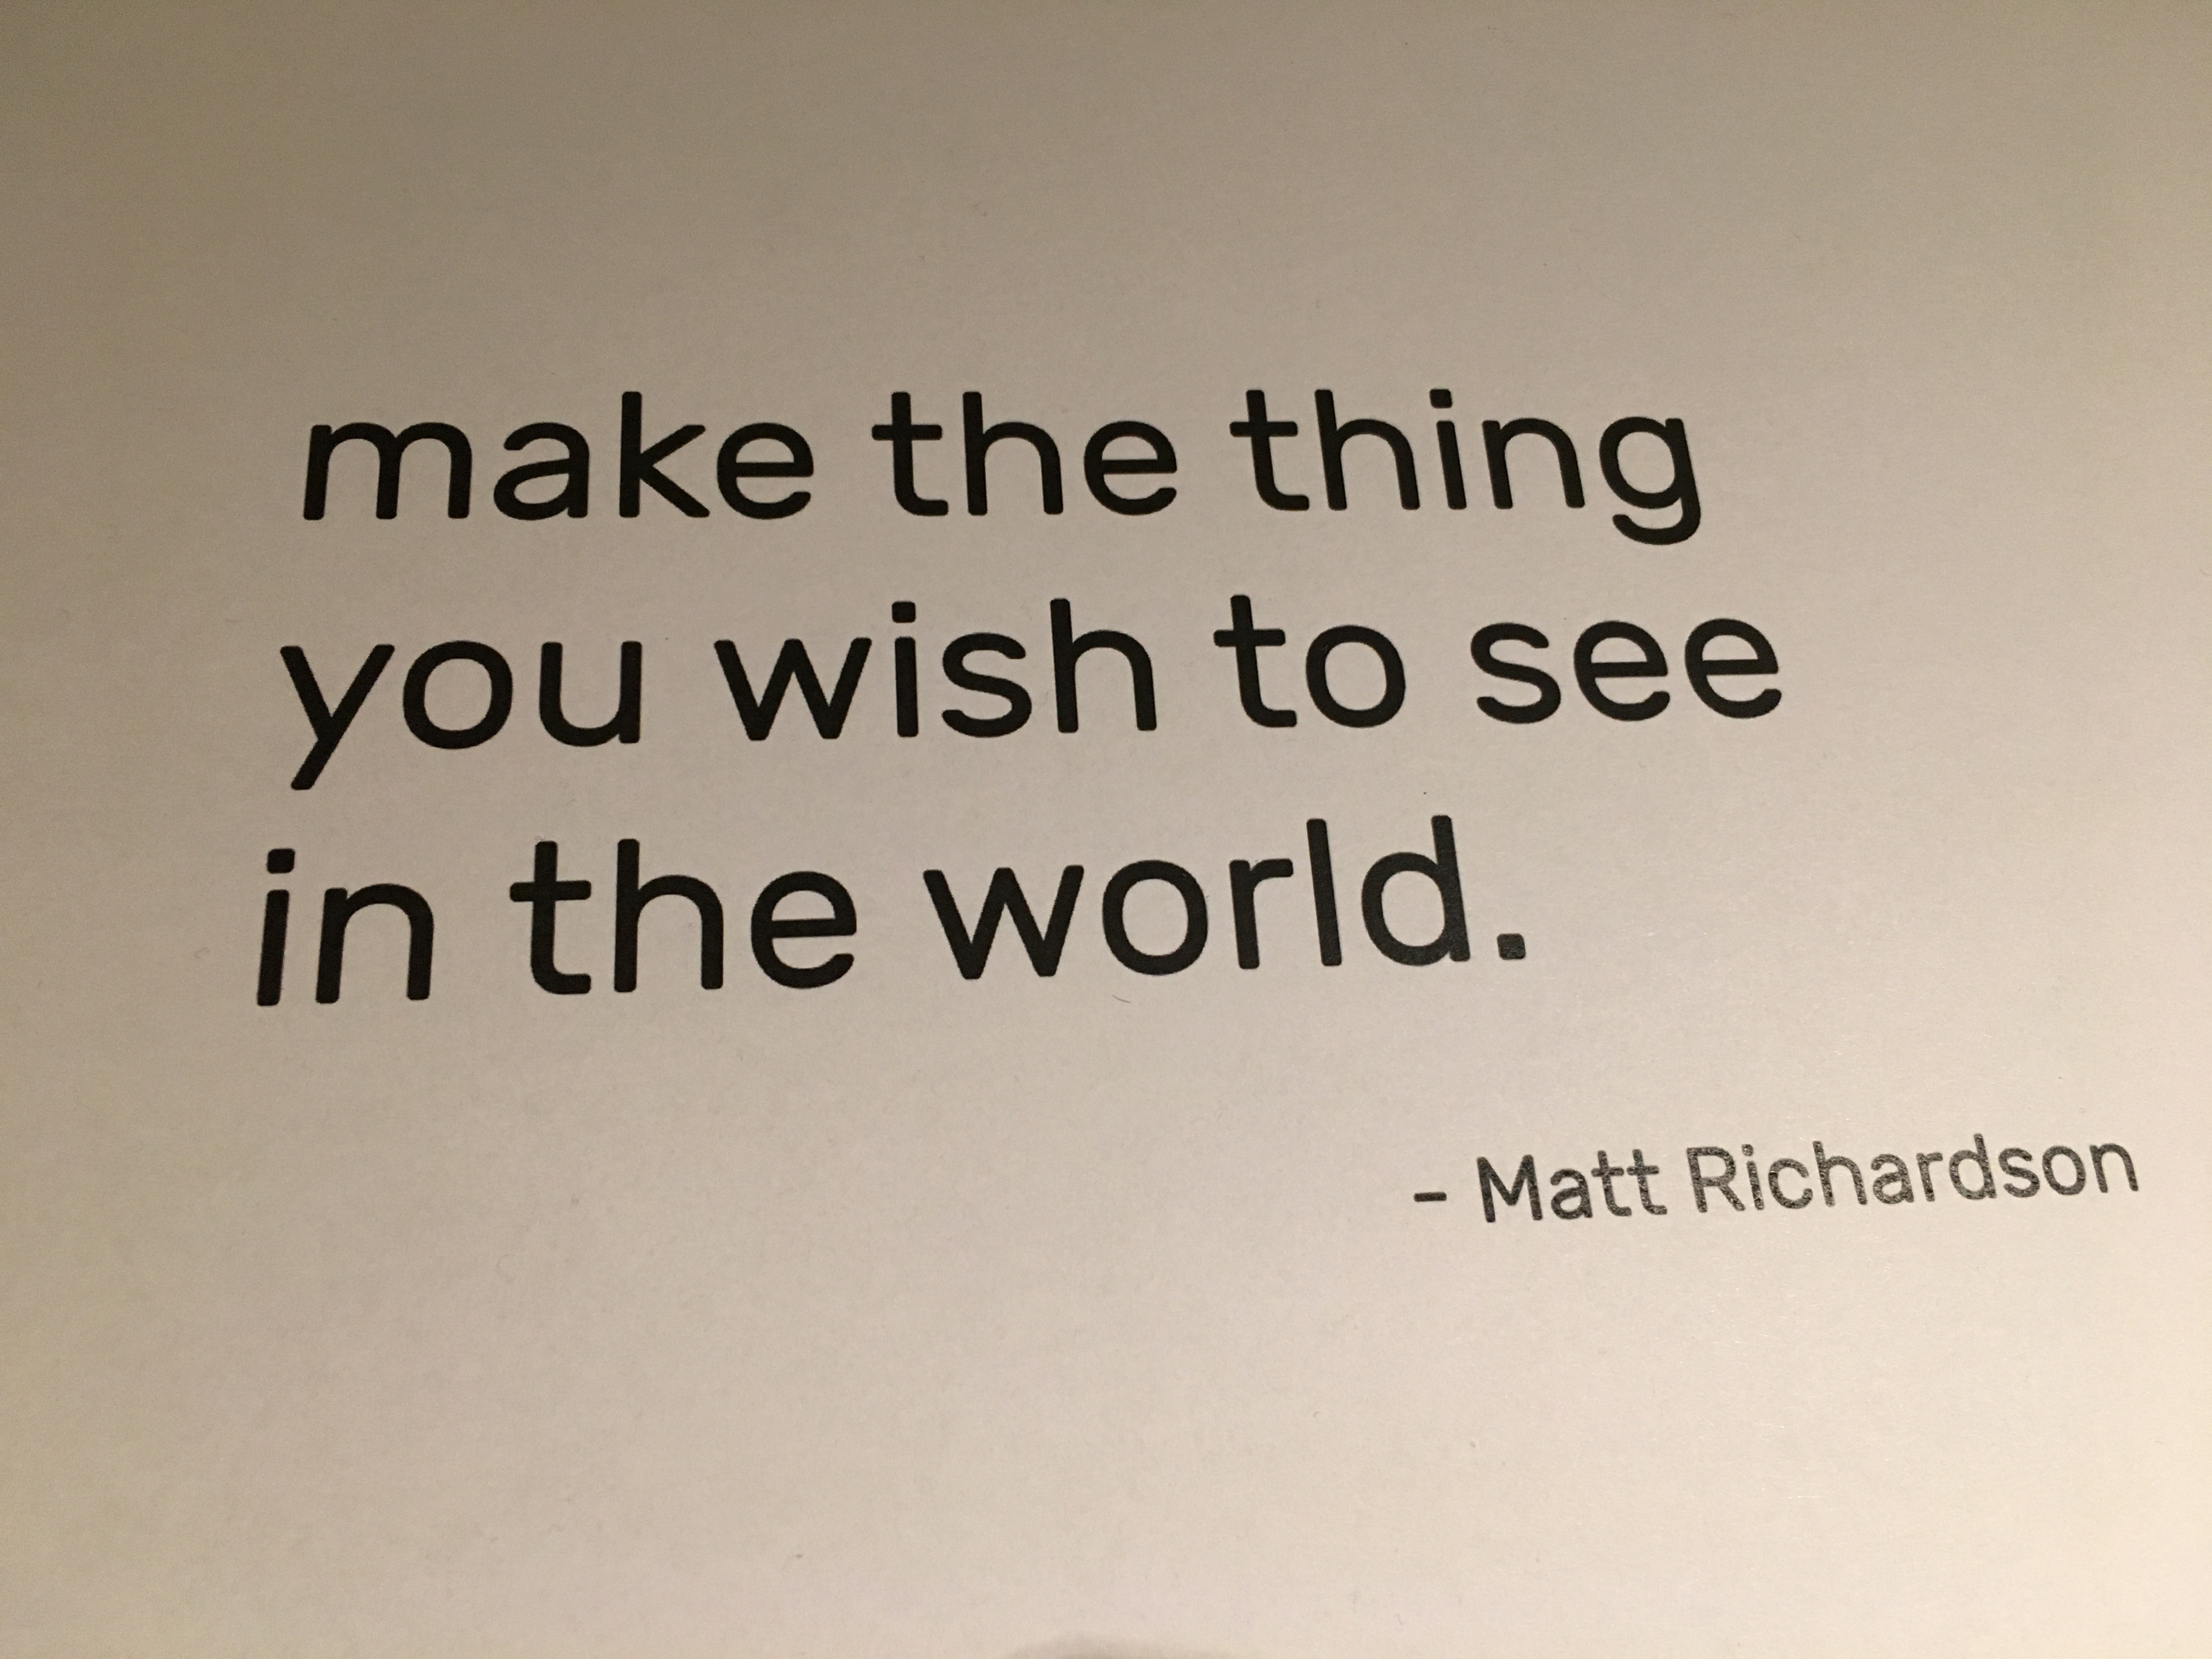 make the thing
you wish to see
in the world.
- Matt Richardson